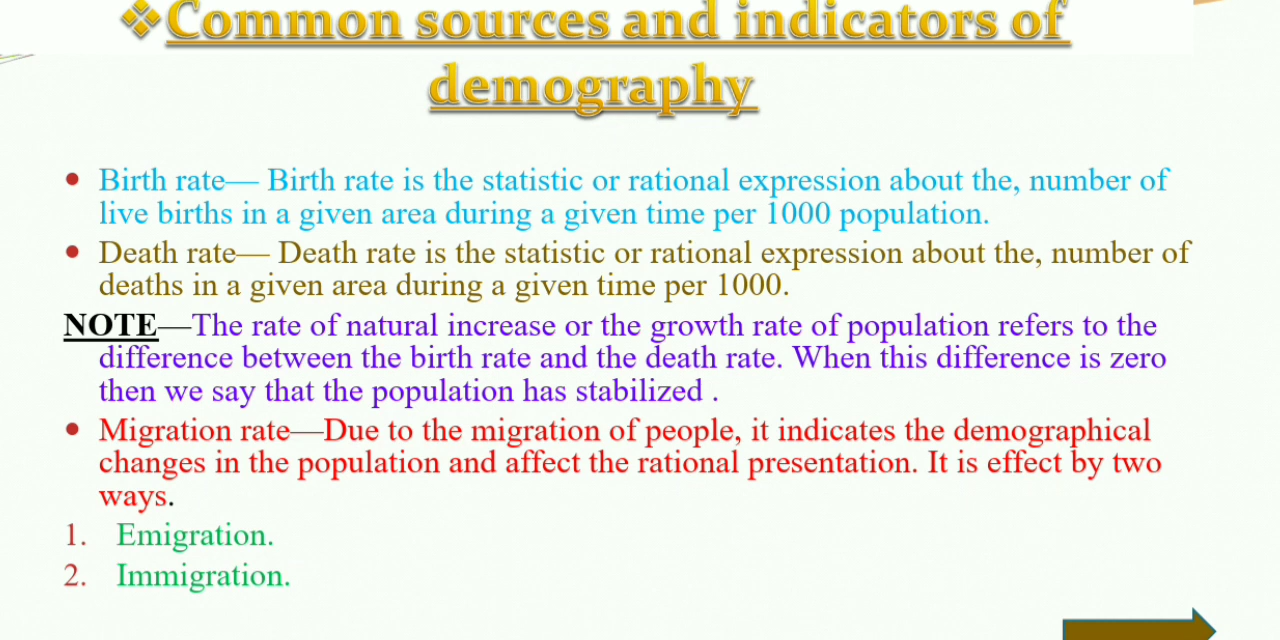 ❖Common sources and indicators of
demography
• Birth rate— Birth rate is the statistic or rational expression about the, number of
live births in a given area during a given time per 1000 population.
• Death rate— Death rate is the statistic or rational expression about the, number of
deaths in a given area during a given time per 1000.
NOTE—The rate of natural increase or the growth rate of population refers to the
difference between the birth rate and the death rate. When this difference is zero
then we say that the population has stabilized .
• Migration rate—Due to the migration of people, it indicates the demographical
changes in the population and affect the rational presentation. It is effect by two
ways.
1. Emigration.
2. Immigration.